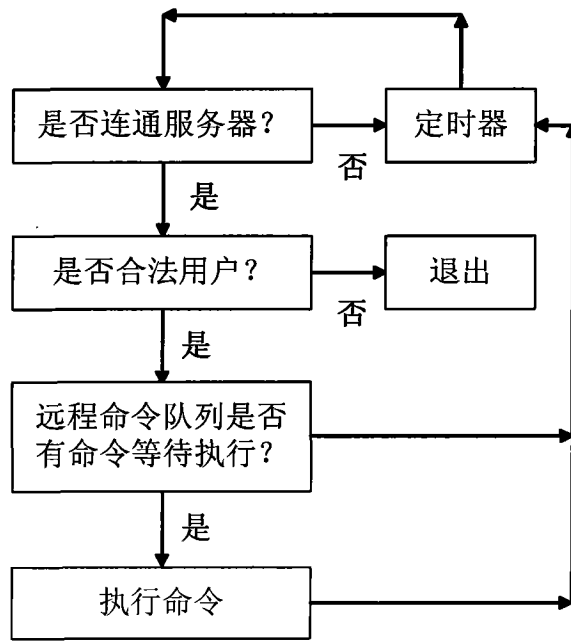 是否连通服务器？
定时器
否
是
是否合法用户？
退出
否
是
远程命令队列是否
有命令等待执行？
是
执行命令